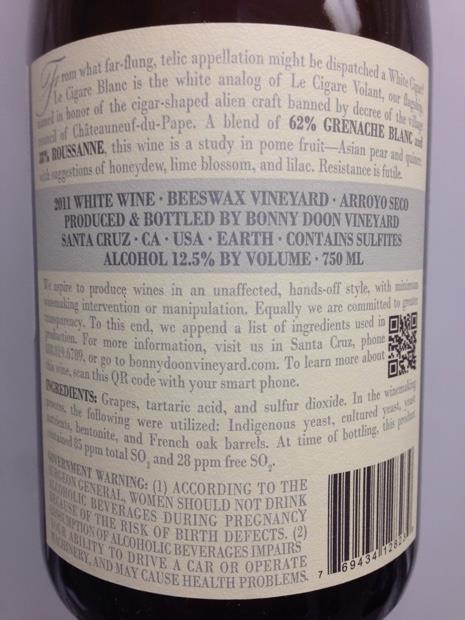 From what far-flung, telic appellation might be dispatched a White Cigare?
Le Cigare Blanc is the white analog of Le Cigare Volant, our flagship,
named in honor of the cigar-shaped alien craft banned by decree of the village
council of Châteauneuf-du-Pape. A blend of 62% GRENACHE BLANC and
38% ROUSSANNE, this wine is a study in pome fruit—Asian pear and quince
with suggestions of honeydew, lime blossom, and lilac. Resistance is futile.
2011 WHITE WINE · BEESWAX VINEYARD · ARROYO SECO
PRODUCED & BOTTLED BY BONNY DOON VINEYARD
SANTA CRUZ · CA · USA · EARTH · CONTAINS SULFITES
ALCOHOL 12.5% BY VOLUME · 750 ML
We aspire to produce wines in an unaffected, hands-off style, with minimum
winemaking intervention or manipulation. Equally we are committed to greater
transparency. To this end, we append a list of ingredients used in
production. For more information, visit us in Santa Cruz, phone
6789, or go to bonnydoonvineyard.com. To learn more about
this wine, scan this QR code with your smart phone.
INGREDIENTS: Grapes, tartaric acid, and sulfur dioxide. In the winemaking
process, the following were utilized: Indigenous yeast, cultured yeast, yeast
nutrients, bentonite, and French oak barrels. At time of bottling, this product
contained 85 ppm total SO₂ and 28 ppm free SO₂.
GOVERNMENT WARNING: (1) ACCORDING TO THE
SURGEON GENERAL, WOMEN SHOULD NOT DRINK
ALCOHOLIC BEVERAGES DURING PREGNANCY
BECAUSE OF THE RISK OF BIRTH DEFECTS. (2)
CONSUMPTION OF ALCOHOLIC BEVERAGES IMPAIRS
YOUR ABILITY TO DRIVE A CAR OR OPERATE
MACHINERY, AND MAY CAUSE HEALTH PROBLEMS.
7 69434 128